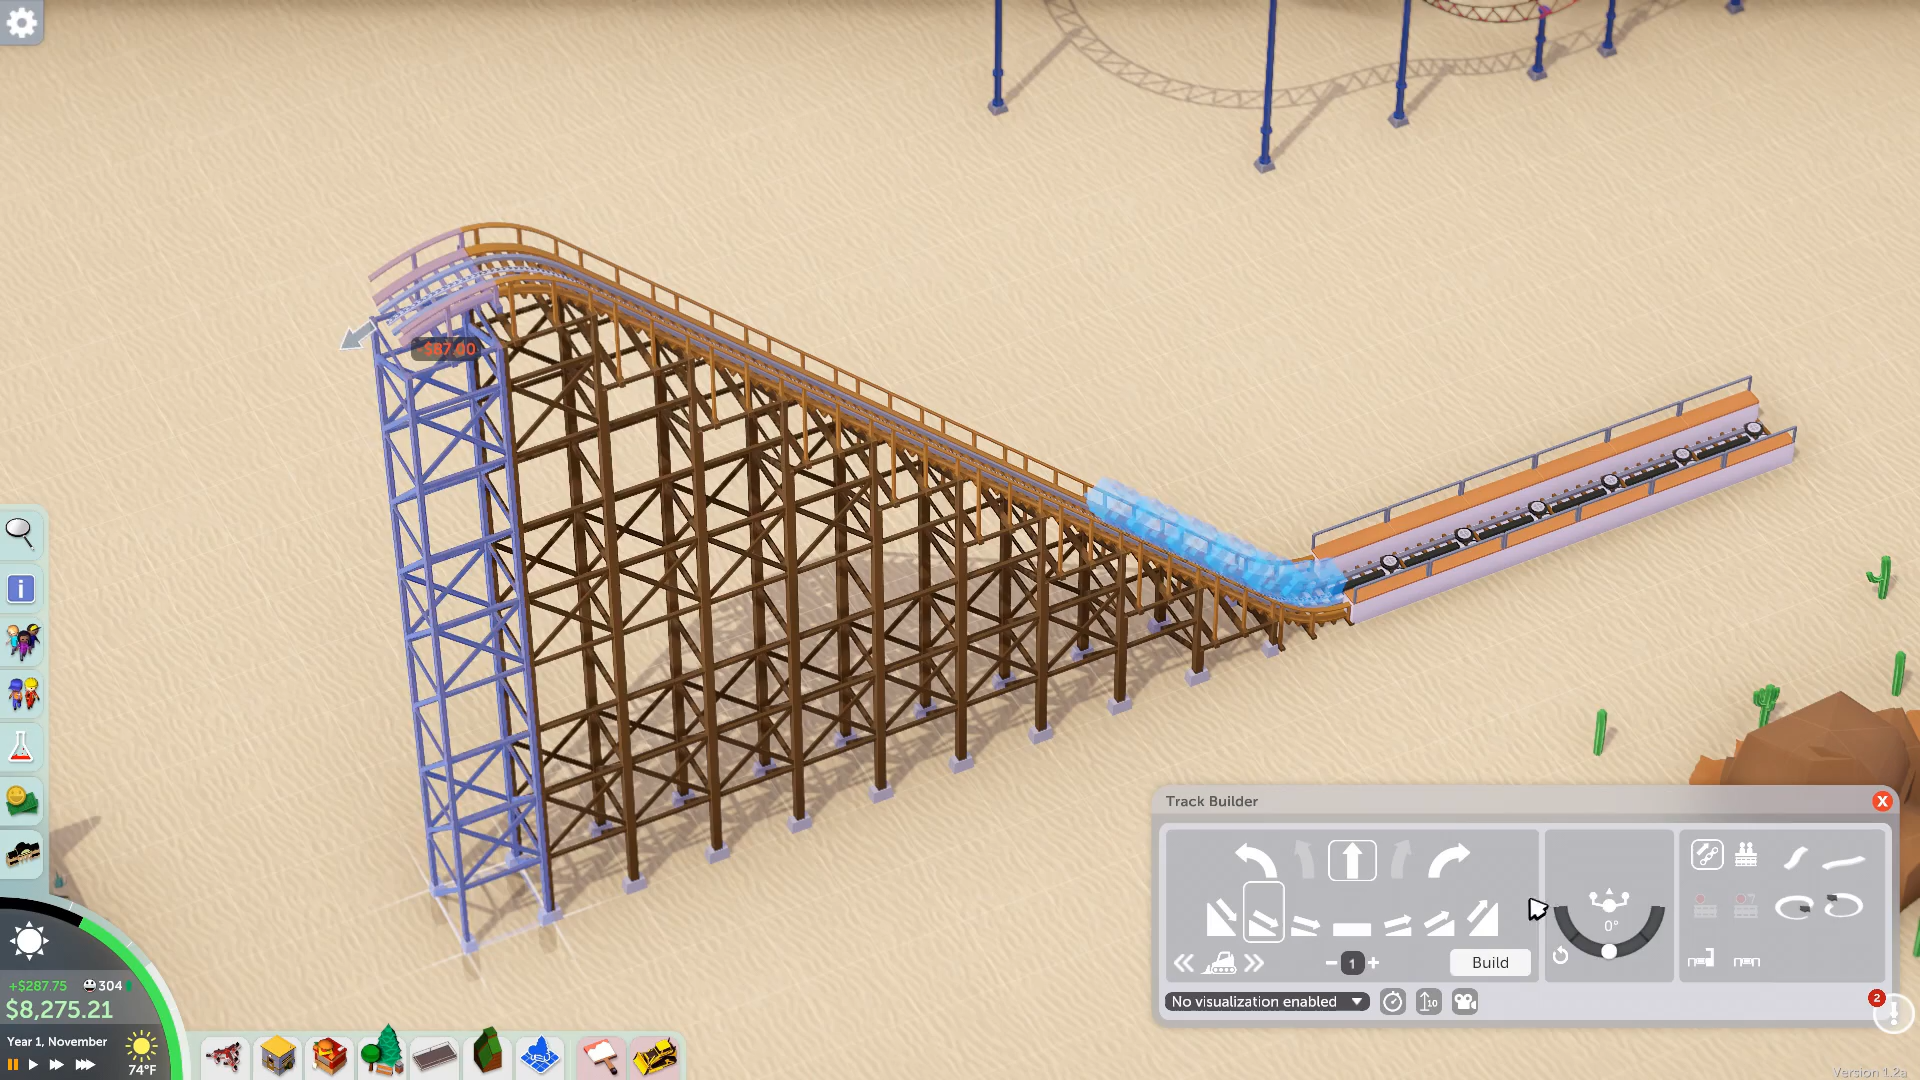 -$87.00
Track Builder
0°
1
Build
No visualization enabled
10
2
+$287.75
304
$8,275.21
Year 1, November
74°F
Version 1.2a